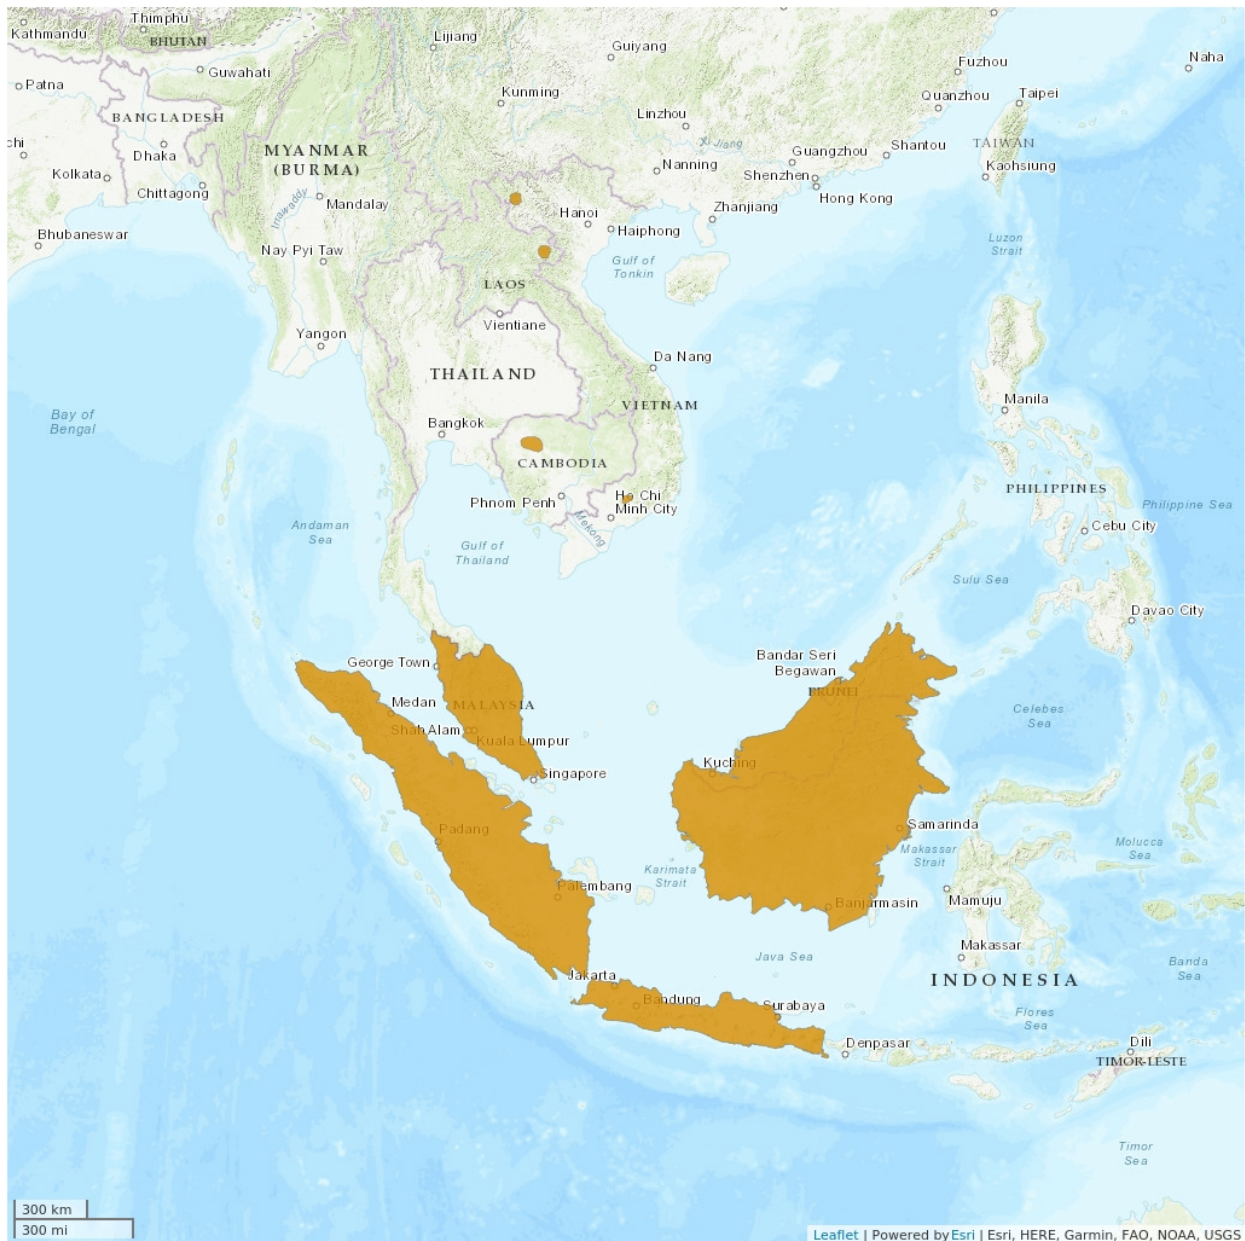 Thimphu
Kathmandu
BHUTAN
Lijiang
Guiyang
Fuzhou
Naha
Guwahati
Patna
Kunming
Quanzhou
Taipei
BANGLADESH
Linzhou
Xi Jiang
TAIWAN
chi
Dhaka
MYANMAR
(BURMA)
Nanning
Guangzhou
Shantou
Kaohsiung
Kolkata
Chittagong
Shenzhen
Hong Kong
Irrawaddy
Mandalay
Hanoi
Zhanjiang
Haiphong
Bhubaneswar
Nay Pyi Taw
Luzon
Strait
Gulf of
Tonkin
LAOS
Vientiane
Yangon
Da Nang
THAILAND
VIETNAM
Manila
Bay of
Bengal
Bangkok
CAMBODIA
PHILIPPINES
Philippine Sea
Phnom Penh
Ho Chi
Minh City
Mekong
Andaman
Sea
Cebu City
Gulf of
Thailand
Sulu Sea
Davao City
George Town
Bandar Seri
Begawan
BRUNEI
Medan
MALAYSIA
Celebes
Sea
Shah Alam
Kuala Lumpur
Kuching
Singapore
Padang
Samarinda
Makassar
Strait
Molucca
Sea
Karimata
Strait
Palembang
Banjarmasin
Mamuju
Makassar
Java Sea
Banda
Sea
Jakarta
INDONESIA
Bandung
Surabaya
Flores
Sea
Denpasar
Dili
TIMOR-LESTE
Timor
Sea
300 km
300 mi
Leaflet | Powered by Esri | Esri, HERE, Garmin, FAO, NOAA, USGS